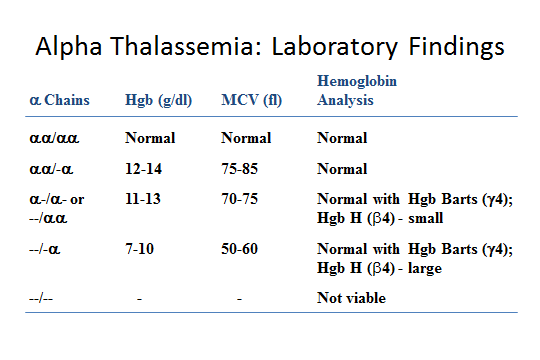 Alpha Thalassemia: Laboratory Findings
Hemoglobin
α Chains Hgb (g/dl) MCV (fl) Analysis
αα/αα Normal Normal Normal
αα/-α 12-14 75-85 Normal
α-/α- or 11-13 70-75 Normal with Hgb Barts (γ4);
--/αα Hgb H (β4) - small
--/-α 7-10 50-60 Normal with Hgb Barts (γ4);
Hgb H (β4) - large
--/-- - - Not viable